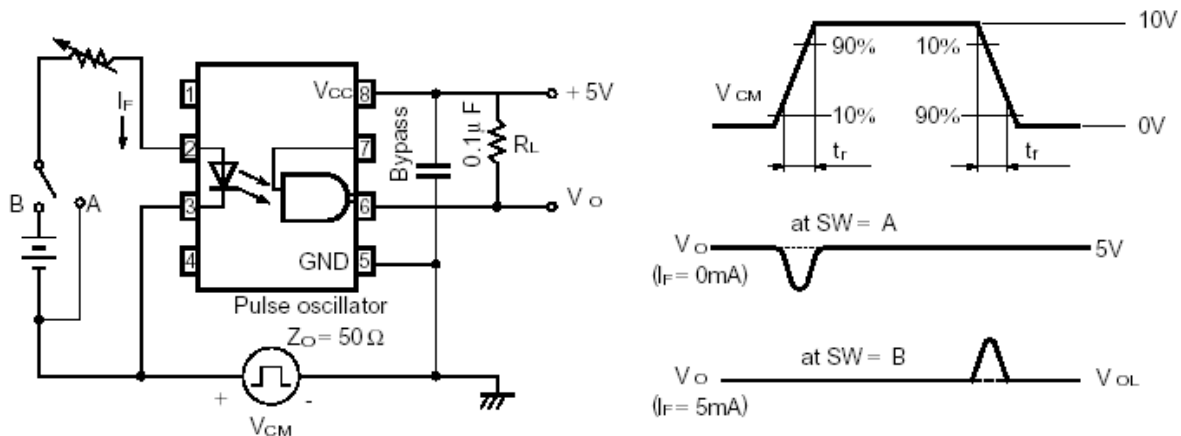 IF
B
A
1
2
3
4
VCC 8
7
6
GND 5
Bypass
0.1μF
RL
+5V
VO
Pulse oscillator
ZO = 50Ω
+ -
VCM
10V
90% 10%
VCM
10% 90%
0V
tr tr
at SW = A
VO 5V
(IF = 0mA)
at SW = B
VO VOL
(IF = 5mA)